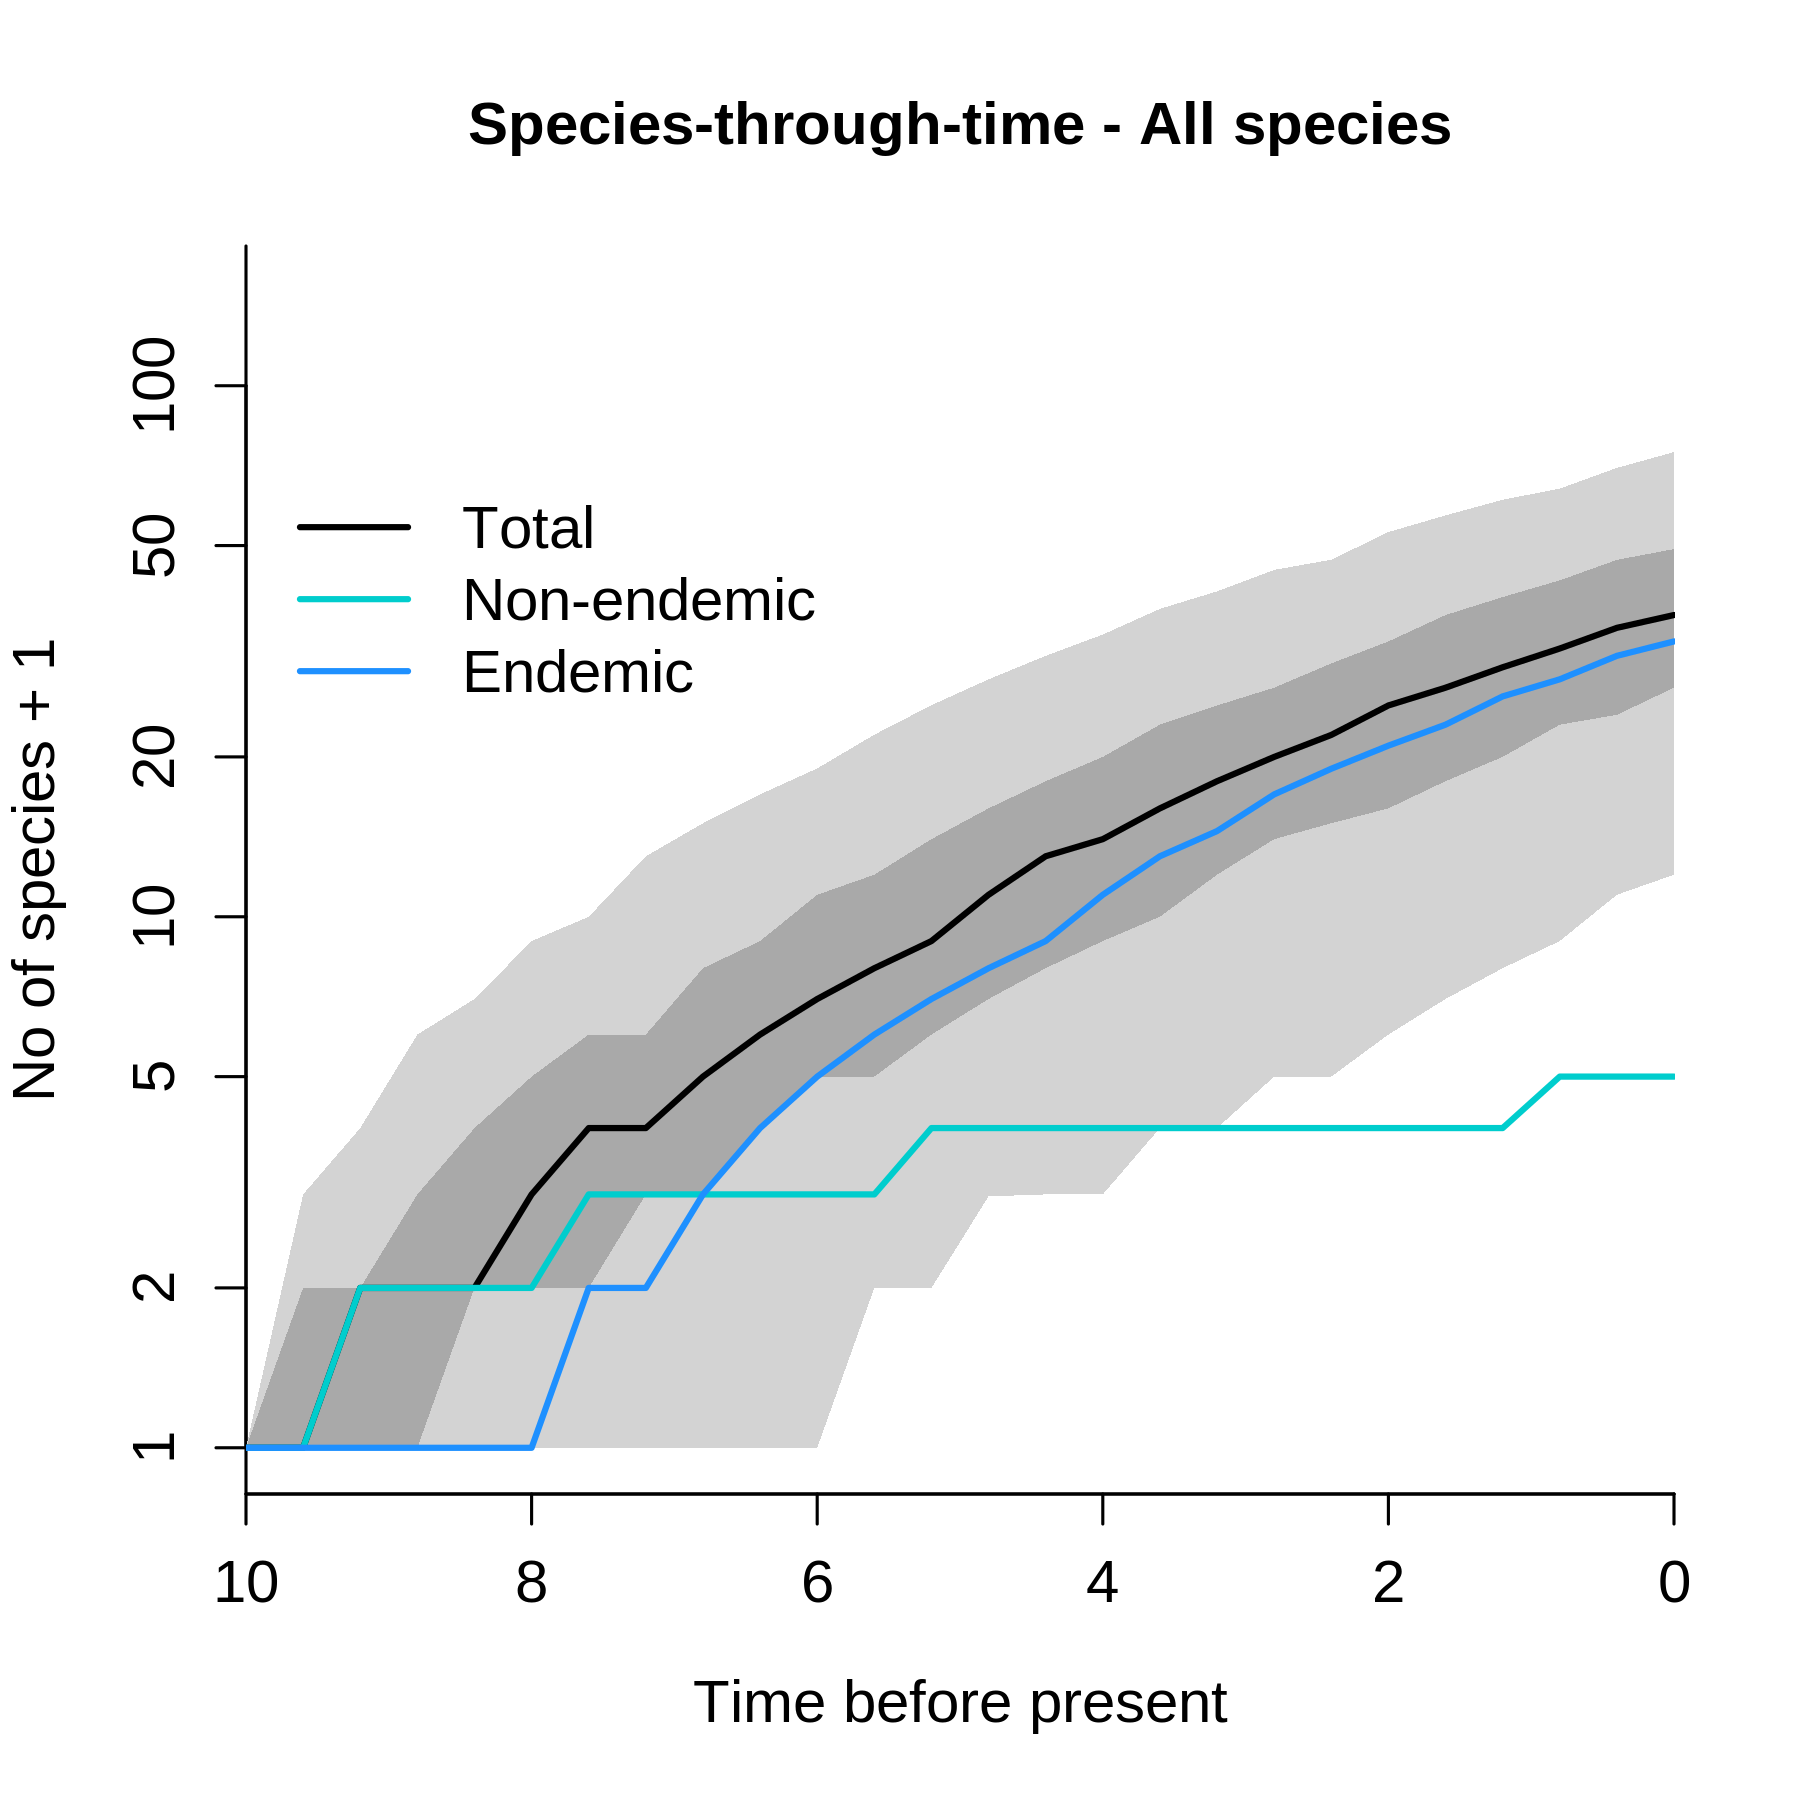 Species-through-time - All species
No of species + 1
100
50
20
10
5
2
1
Total
Non-endemic
Endemic
10 8 6 4 2 0
Time before present